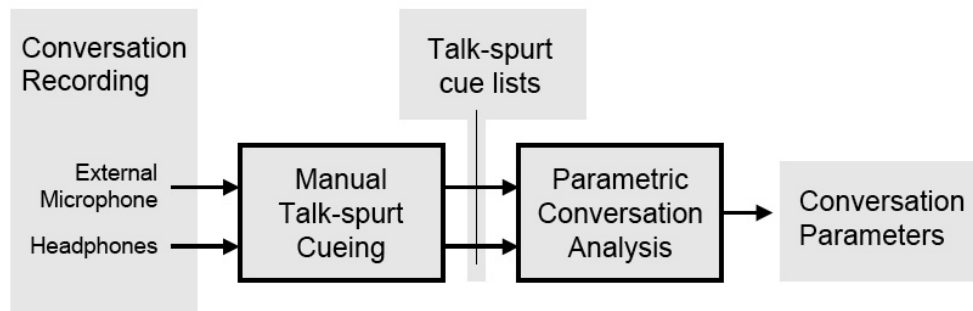 Conversation
Recording
External
Microphone
Headphones
Manual
Talk-spurt
Cueing
Talk-spurt
cue lists
Parametric
Conversation
Analysis
Conversation
Parameters